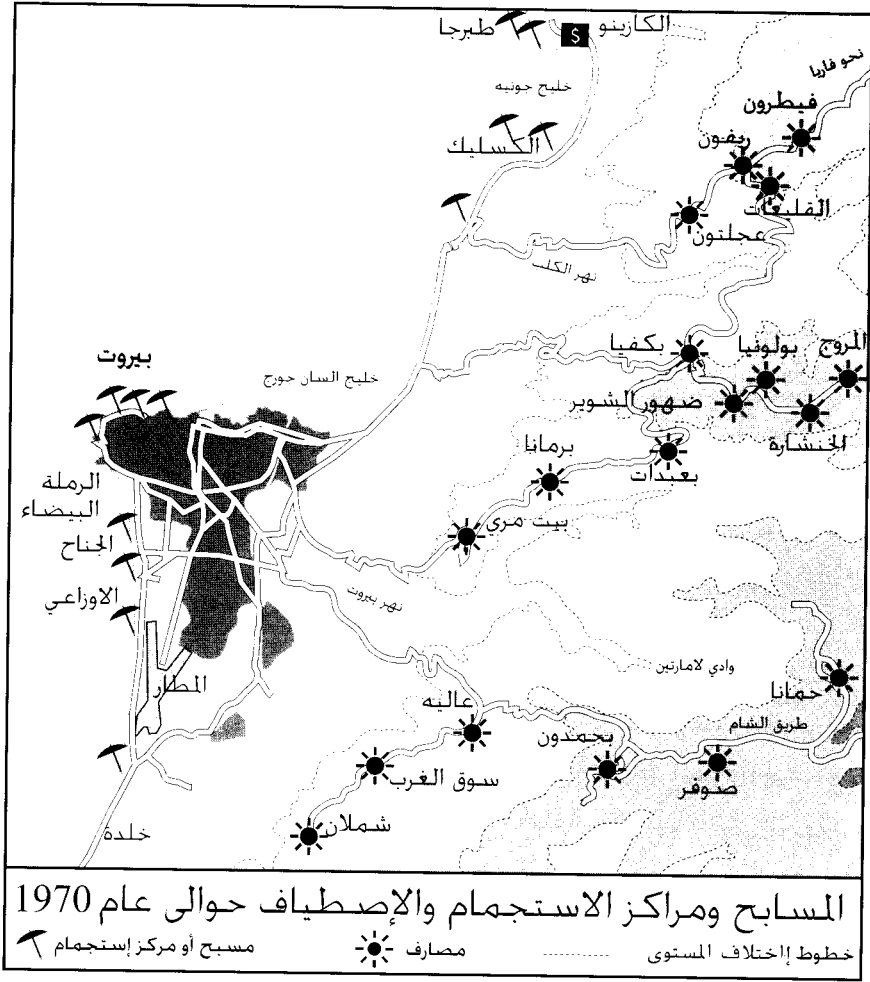 الكازينو
$
طبرجا
نحو فاريا
خليج جونيه
فيطرون
ريفون
الكسليك
القليعات
عجلتون
نهر الكلب
المروج
بولونيا
بكفيا
بيروت
خليج السان جورج
ضهور الشوير
الخنشارة
برمانا
بعبدات
الرملة
البيضاء
بيت مري
الجناح
الاوزاعي
نهر بيروت
وادي لامارتين
حمانا
المطار
عاليه
طريق الشام
بحمدون
سوق الغرب
صوفر
شملان
خلدة
المسابح ومراكز الاستجمام والإصطياف حوالى عام 1970
خطوط إاختلاف المستوى
مصارف
مسبح أو مركز إستجمام